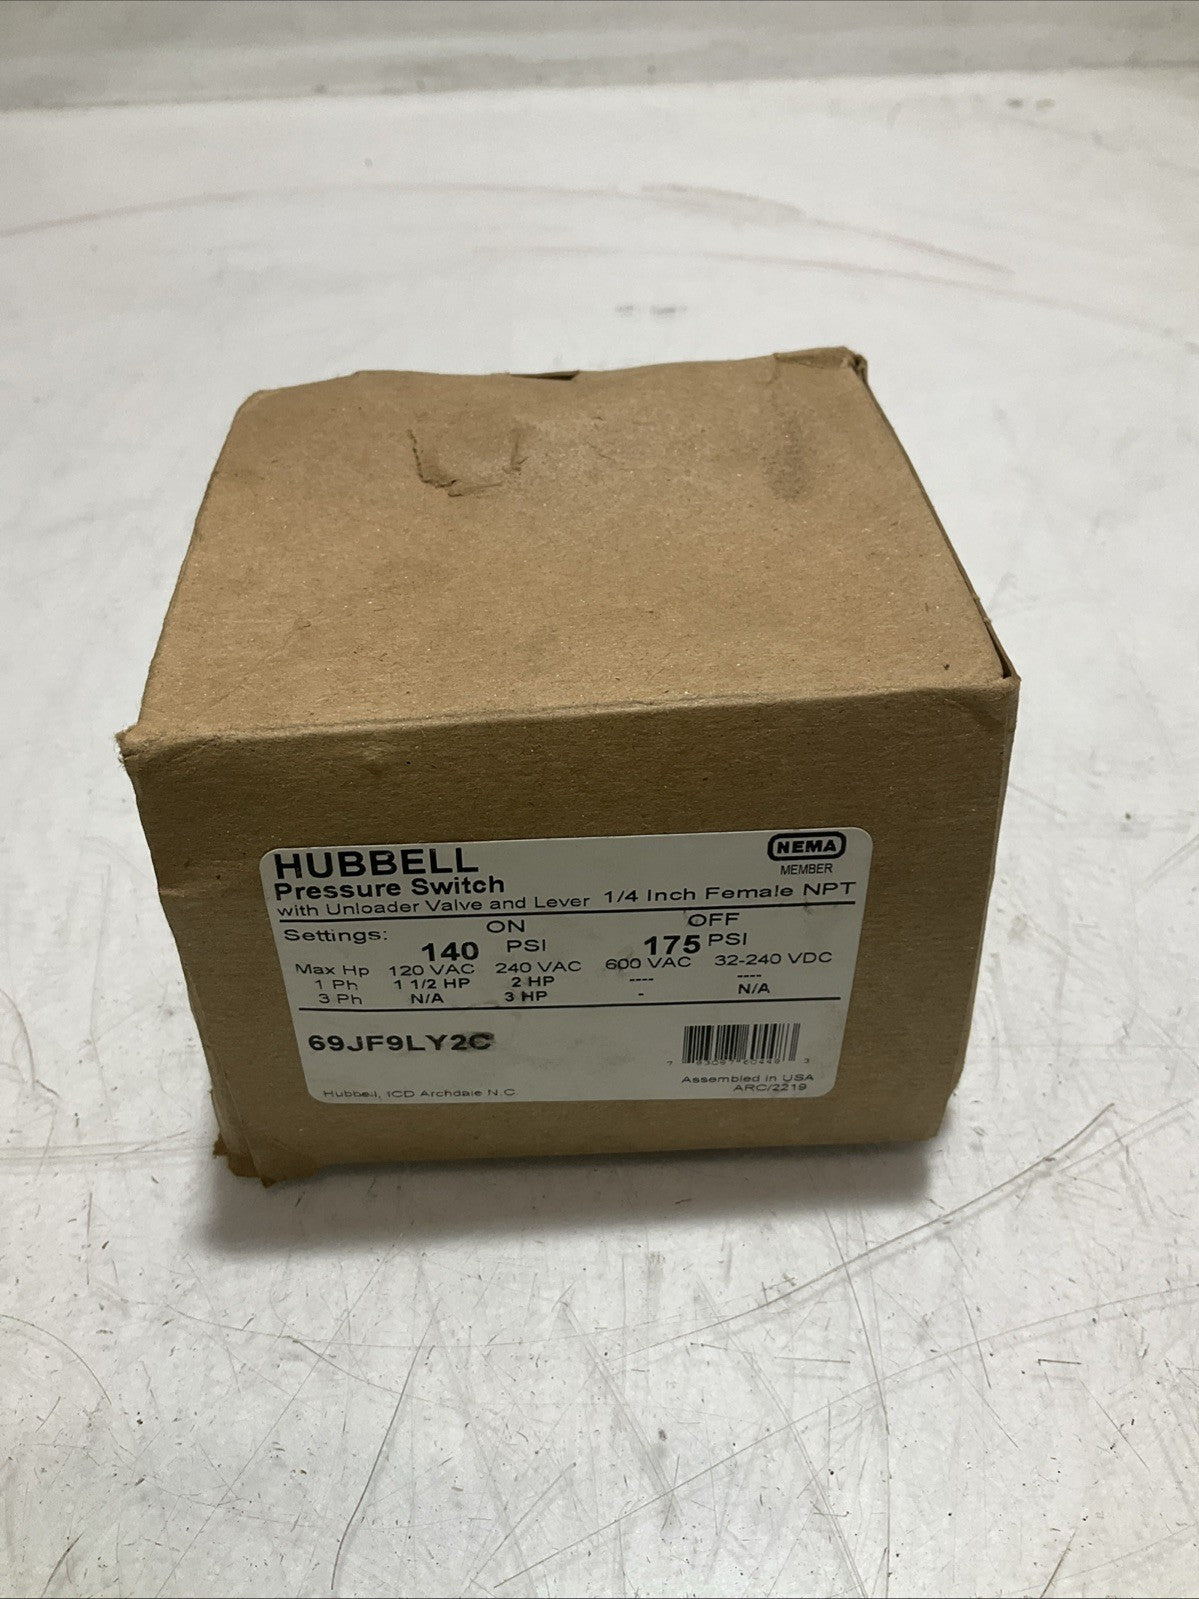 HUBBELL
NEMA
MEMBER
Pressure Switch
with Unloader Valve and Lever 1/4 Inch Female NPT
Settings: ON OFF
140 PSI 175 PSI
Max Hp 120 VAC 240 VAC 600 VAC 32-240 VDC
1 Ph 1 1/2 HP 2 HP ---- ----
3 Ph N/A 3 HP - N/A
69JF9LY2C
Assembled in USA
ARC/2219
Hubbell, ICD Archdale N.C.